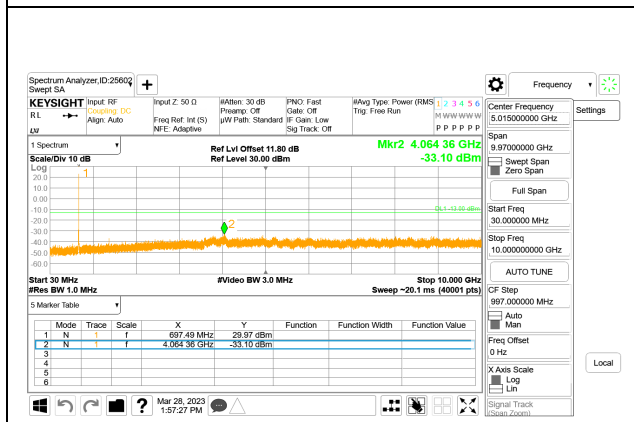 Spectrum Analyzer,ID:25602
Swept SA
+
Frequency
KEYSIGHT
RL
LXI
Input: RF
Coupling: DC
Align: Auto
Input Z: 50 Ω
Freq Ref: Int (S)
NFE: Adaptive
#Atten: 30 dB
Preamp: Off
µW Path: Standard
PNO: Fast
Gate: Off
IF Gain: Low
Sig Track: Off
#Avg Type: Power (RMS
Trig: Free Run
1 2 3 4 5 6
M W W W W W
P P P P P P
1 Spectrum
Scale/Div 10 dB
Log
Ref Lvl Offset 11.80 dB
Ref Level 30.00 dBm
Mkr2 4.064 36 GHz
-33.10 dBm
20.0
10.0
0.00
-10.0
-20.0
-30.0
-40.0
-50.0
-60.0
1
2
DL1 -13.00 dBm
Start 30 MHz
#Res BW 1.0 MHz
#Video BW 3.0 MHz
Stop 10.000 GHz
Sweep ~20.1 ms (40001 pts)
5 Marker Table
Mode Trace Scale X Y Function Function Width Function Value
1 N 1 f 697.49 MHz 29.97 dBm
2 N 1 f 4.064 36 GHz -33.10 dBm
3
4
5
6
?
Mar 28, 2023
1:57:27 PM
Center Frequency
5.015000000 GHz
Settings
Span
9.97000000 GHz
Swept Span
Zero Span
Full Span
Start Freq
30.000000 MHz
Stop Freq
10.000000000 GHz
AUTO TUNE
CF Step
997.000000 MHz
Auto
Man
Freq Offset
0 Hz
X Axis Scale
Log
Lin
Signal Track
(Span Zoom)
Local